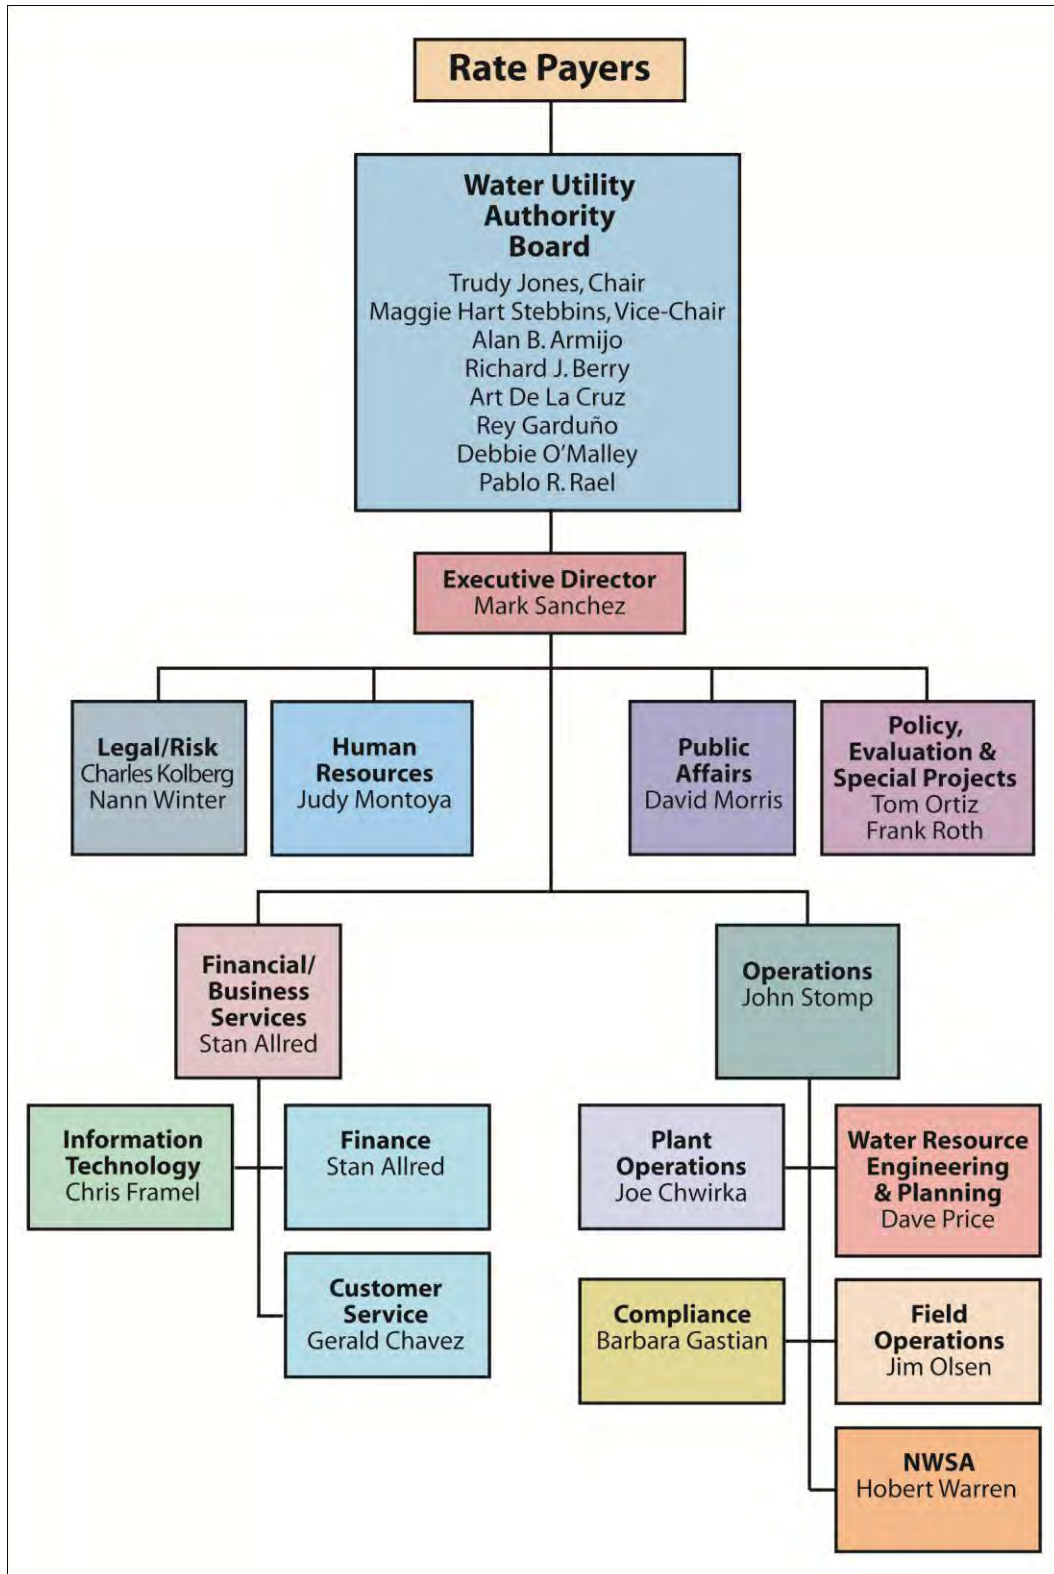 Rate Payers
Water Utility
Authority
Board
Trudy Jones, Chair
Maggie Hart Stebbins, Vice-Chair
Alan B. Armijo
Richard J. Berry
Art De La Cruz
Rey Garduño
Debbie O’Malley
Pablo R. Rael
Executive Director
Mark Sanchez
Legal/Risk
Charles Kolberg
Nann Winter
Human
Resources
Judy Montoya
Public
Affairs
David Morris
Policy,
Evaluation &
Special Projects
Tom Ortiz
Frank Roth
Financial/
Business
Services
Stan Allred
Operations
John Stomp
Information
Technology
Chris Framel
Finance
Stan Allred
Plant
Operations
Joe Chwirka
Water Resource
Engineering
& Planning
Dave Price
Customer
Service
Gerald Chavez
Compliance
Barbara Gastian
Field
Operations
Jim Olsen
NWSA
Hobert Warren